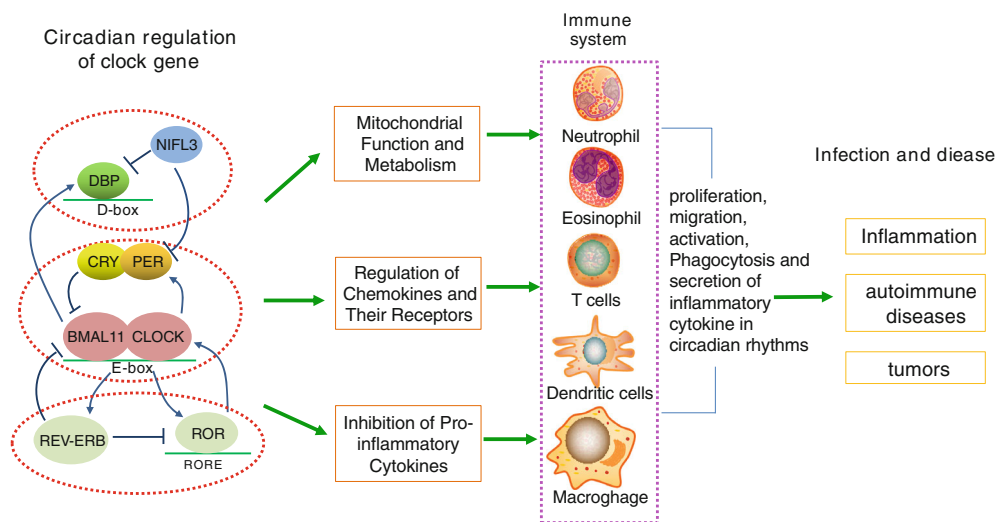 Circadian regulation
of clock gene
NIFL3
DBP
D-box
CRY PER
BMAL11 CLOCK
E-box
REV-ERB
ROR
RORE
Mitochondrial
Function and
Metabolism
Regulation of
Chemokines and
Their Receptors
Inhibition of Pro-
inflammatory
Cytokines
Immune
system
Neutrophil
Eosinophil
T cells
Dendritic cells
Macroghage
proliferation,
migration,
activation,
Phagocytosis and
secretion of
inflammatory
cytokine in
circadian rhythms
Infection and disease
Inflammation
autoimmune
diseases
tumors